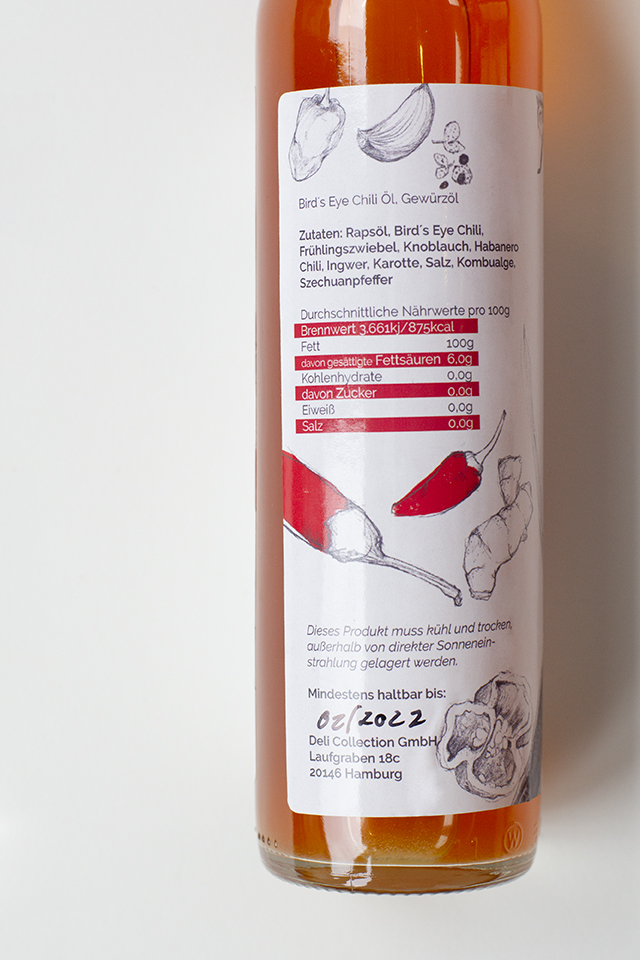 Bird´s Eye Chili Öl, Gewürzöl
Zutaten: Rapsöl, Bird´s Eye Chili,
Frühlingszwiebel, Knoblauch, Habanero
Chili, Ingwer, Karotte, Salz, Kombualge,
Szechuanpfeffer
Durchschnittliche Nährwerte pro 100g
Brennwert 3.661kj/875kcal
Fett 100g
davon gesättigte Fettsäuren 6.0g
Kohlenhydrate 0,0g
davon Zucker 0.0g
Eiweiß 0,0g
Salz 0.0g
Dieses Produkt muss kühl und trocken,
außerhalb von direkter Sonnenein-
strahlung gelagert werden.
Mindestens haltbar bis:
02/2022
Deli Collection GmbH
Laufgraben 18c
20146 Hamburg
W